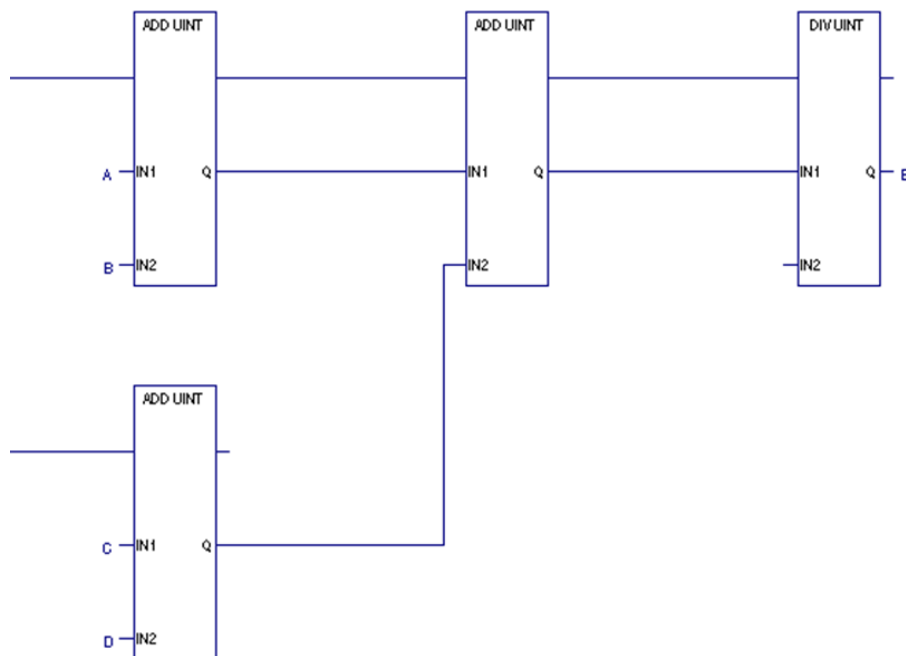 ADD UINT ADD UINT DIV UINT
A IN1 Q IN1 Q IN1 Q
B IN2 IN2 IN2
ADD UINT
C IN1 Q
D IN2